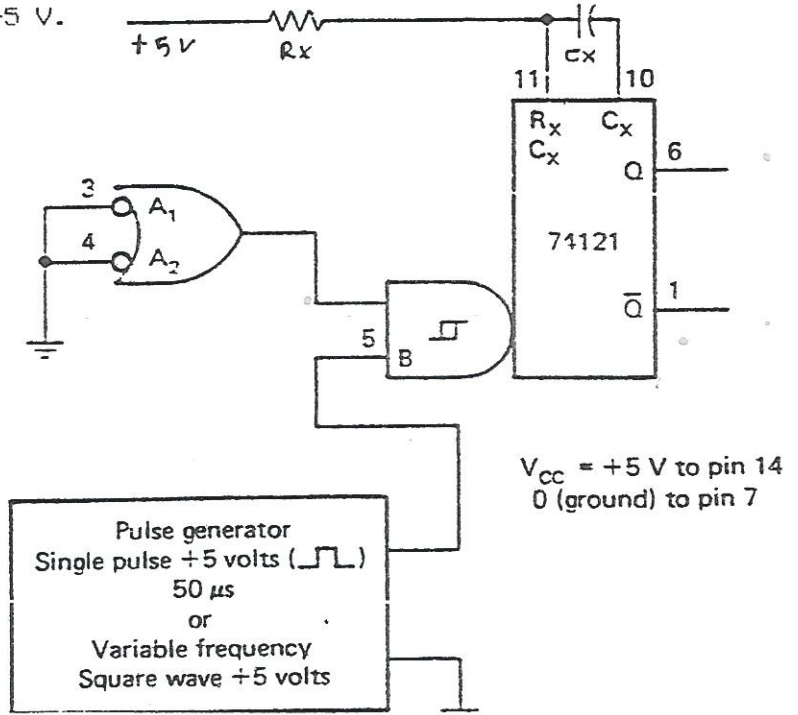 +5 V.
+5V
Rx
Cx
11
10
Rx
Cx
Cx
Q
6
3
A1
4
A2
74121
Q̅
1
5
B
VCC = +5 V to pin 14
0 (ground) to pin 7
Pulse generator
Single pulse +5 volts (⎍)
50 μs
or
Variable frequency
Square wave +5 volts